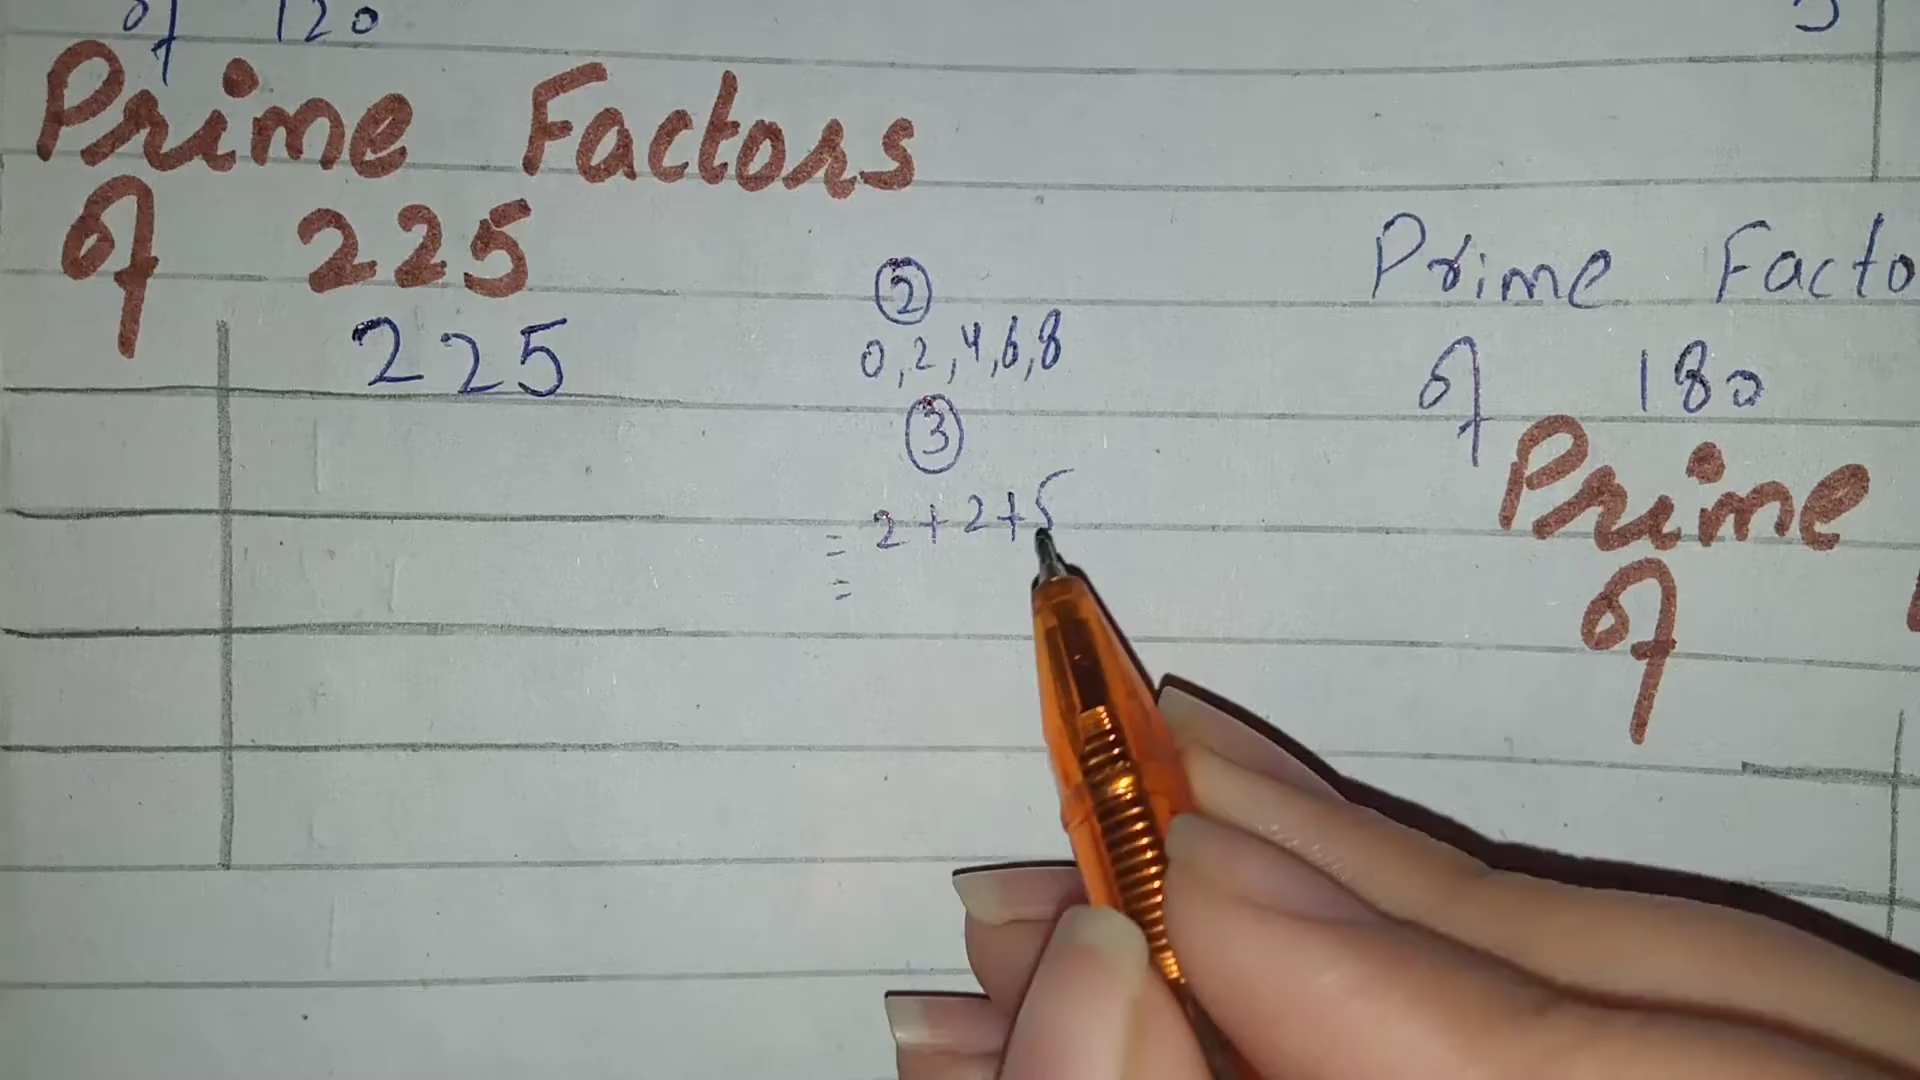 of 120
Prime Factors
of 225
225
2
0, 2, 4, 6, 8
3
= 2 + 2 + 5
=
Prime Facto
of 180
Prime
of